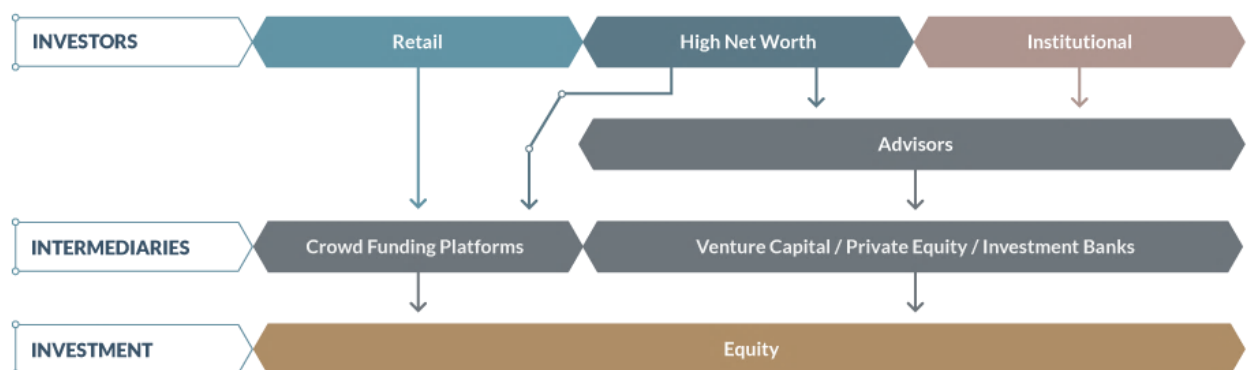 INVESTORS
Retail
High Net Worth
Institutional
Advisors
INTERMEDIARIES
Crowd Funding Platforms
Venture Capital / Private Equity / Investment Banks
INVESTMENT
Equity